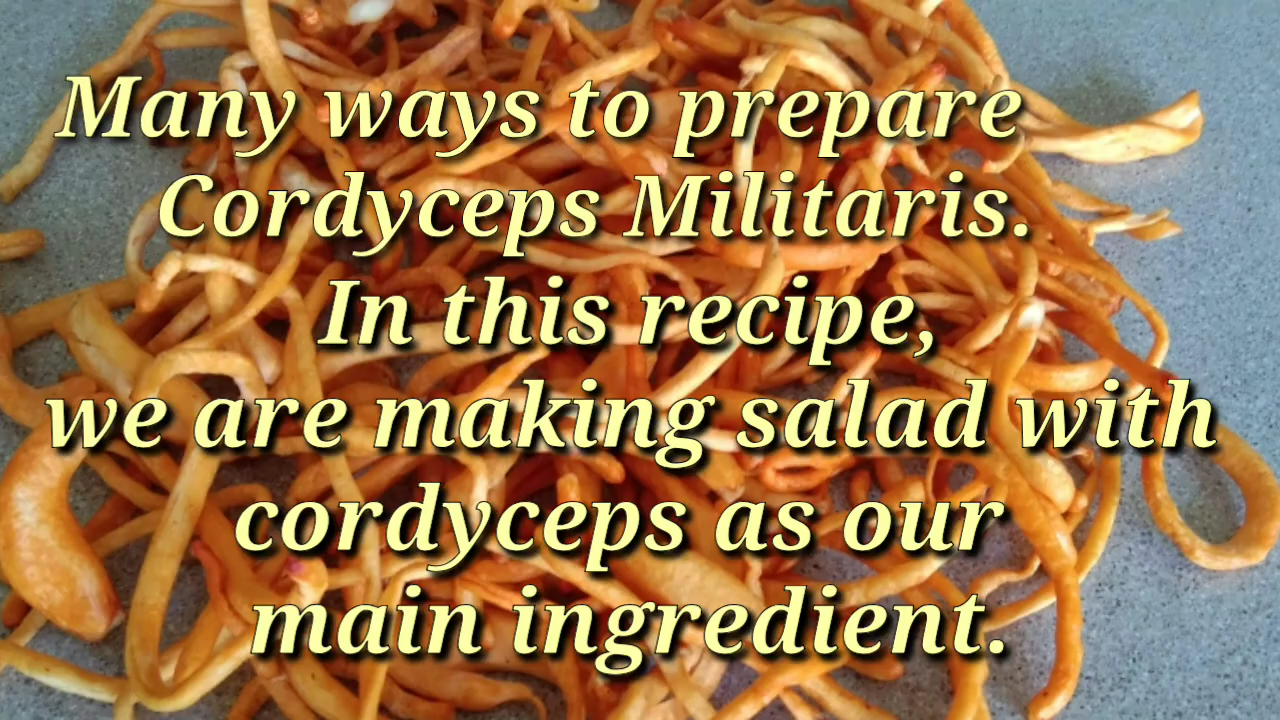 Many ways to prepare
Cordyceps Militaris.
In this recipe,
we are making salad with
cordyceps as our
main ingredient.